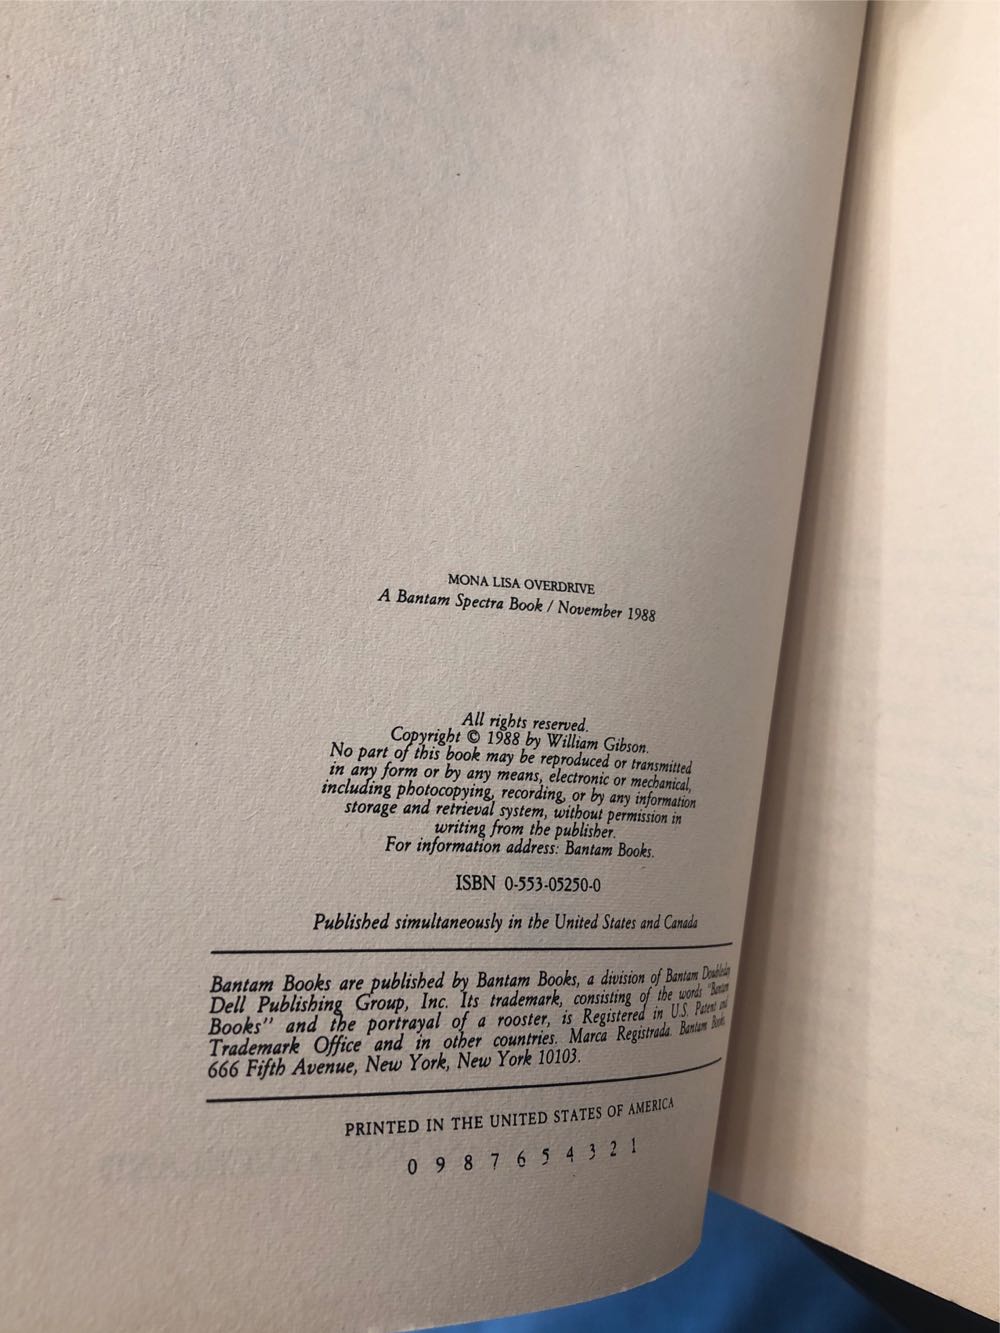 MONA LISA OVERDRIVE
A Bantam Spectra Book / November 1988
All rights reserved.
Copyright © 1988 by William Gibson.
No part of this book may be reproduced or transmitted
in any form or by any means, electronic or mechanical,
including photocopying, recording, or by any information
storage and retrieval system, without permission in
writing from the publisher.
For information address: Bantam Books.
ISBN 0-553-05250-0
Published simultaneously in the United States and Canada
Bantam Books are published by Bantam Books, a division of Bantam Doubleday
Dell Publishing Group, Inc. Its trademark, consisting of the words "Bantam
Books" and the portrayal of a rooster, is Registered in U.S. Patent and
Trademark Office and in other countries. Marca Registrada. Bantam Books,
666 Fifth Avenue, New York, New York 10103.
PRINTED IN THE UNITED STATES OF AMERICA
0 9 8 7 6 5 4 3 2 1